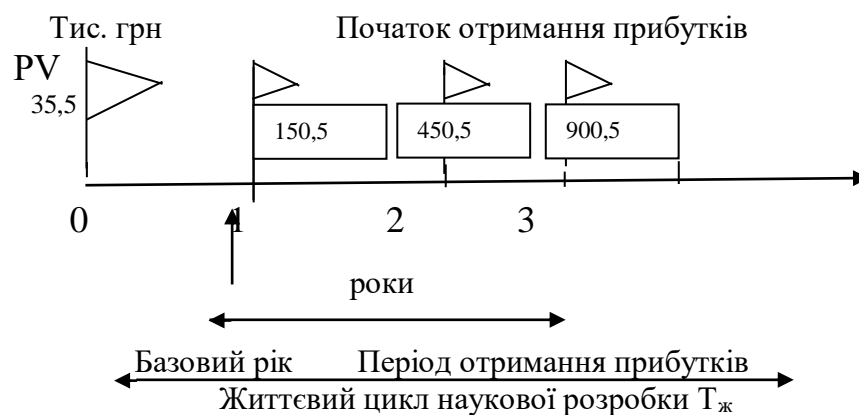 Тис. грн Початок отримання прибутків
PV
35,5
150,5 450,5 900,5
0 1 2 3
роки
Базовий рік Період отримання прибутків
Життєвий цикл наукової розробки Тж